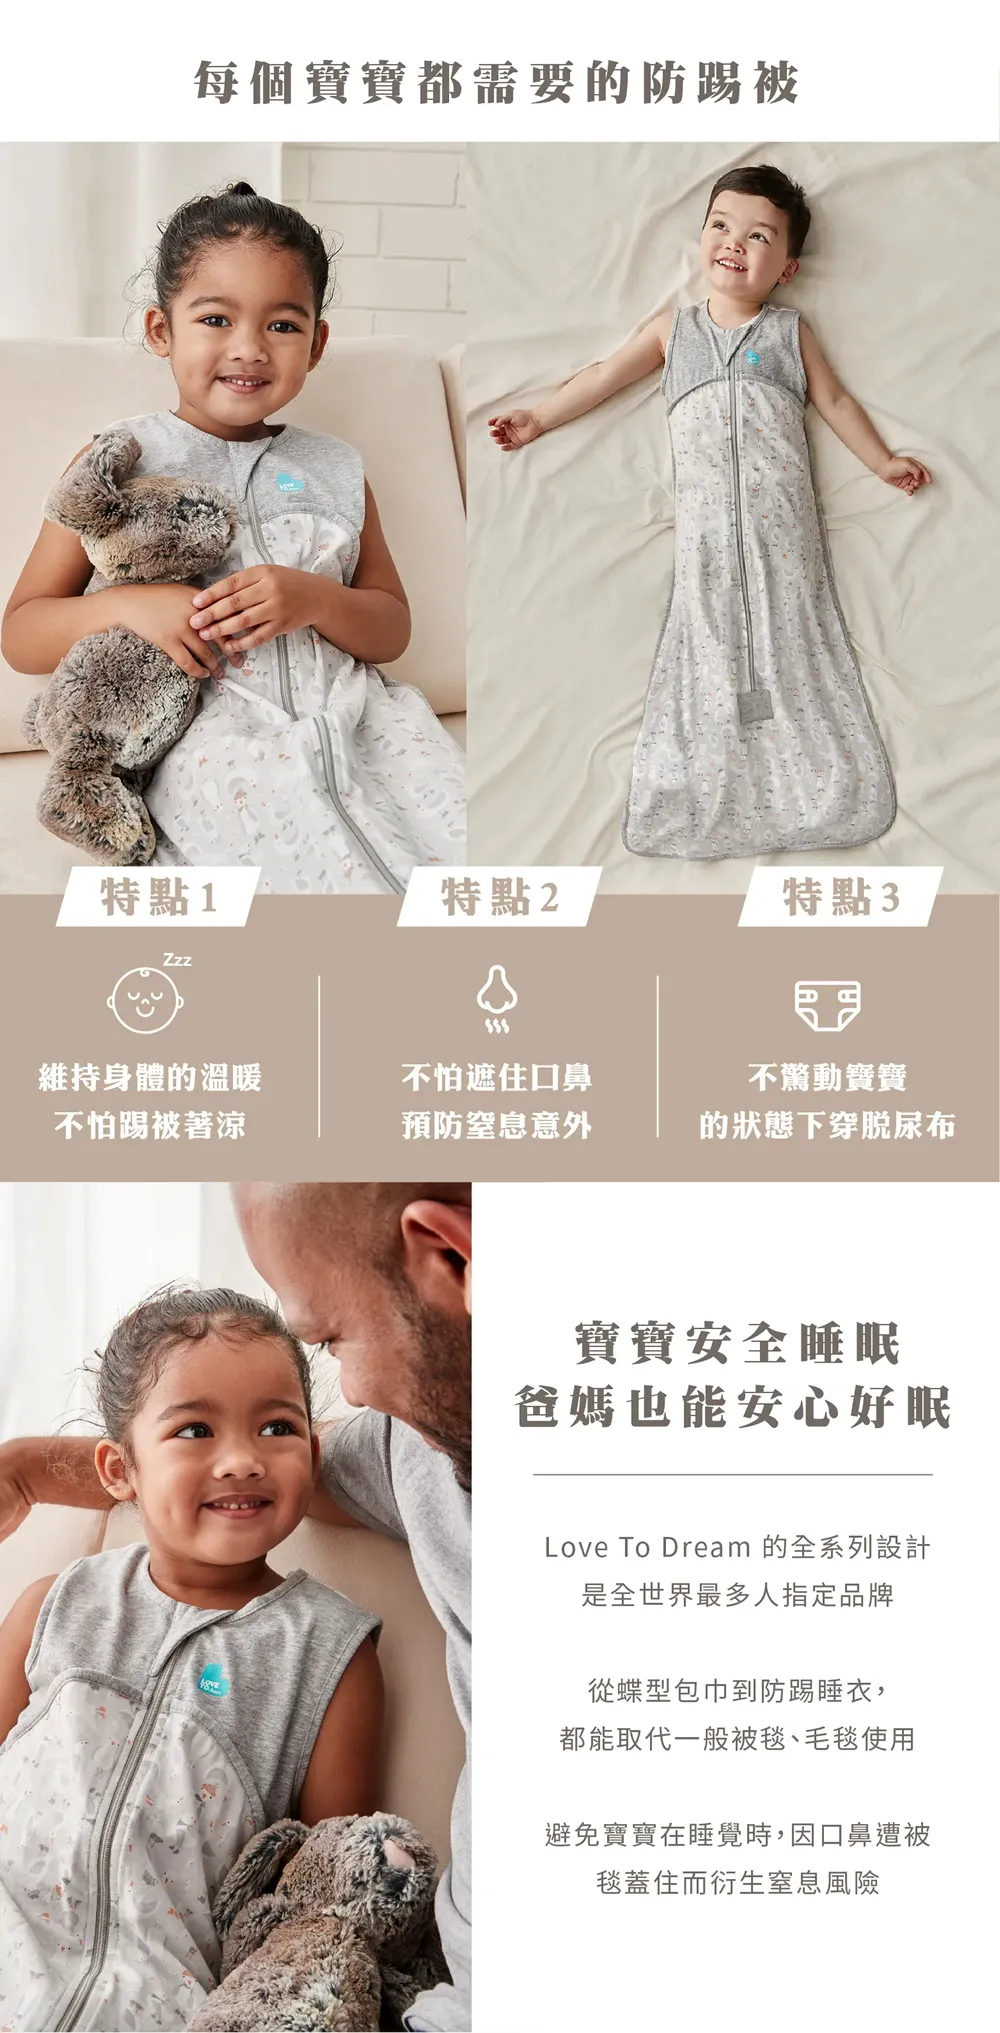 每個寶寶都需要的防踢被
LOVE
TO Dream
特點1
特點2
特點3
Zzz
維持身體的溫暖
不怕踢被著涼
不怕遮住口鼻
預防窒息意外
不驚動寶寶
的狀態下穿脫尿布
寶寶安全睡眠
爸媽也能安心好眠
Love To Dream 的全系列設計
是全世界最多人指定品牌
從蝶型包巾到防踢睡衣，
都能取代一般被毯、毛毯使用
避免寶寶在睡覺時，因口鼻遭被
毯蓋住而衍生窒息風險
LOVE
TO Dream